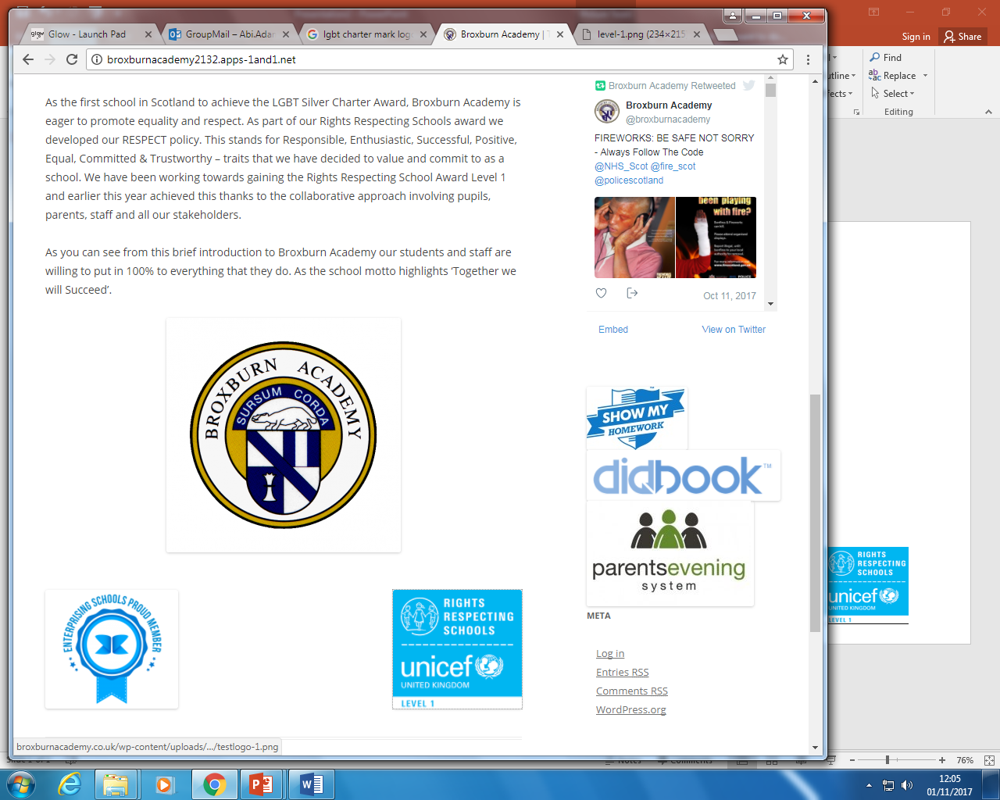 Sign in
Share
Glow - Launch Pad
GroupMail – Abi.Adar
lgbt charter mark log
Broxburn Academy | T
level-1.png (234×215
broxburnacademy2132.apps-1and1.net
Find
Replace
Select
Editing
utline
ffects
As the first school in Scotland to achieve the LGBT Silver Charter Award, Broxburn Academy is
eager to promote equality and respect. As part of our Rights Respecting Schools award we
developed our RESPECT policy. This stands for Responsible, Enthusiastic, Successful, Positive,
Equal, Committed & Trustworthy – traits that we have decided to value and commit to as a
school. We have been working towards gaining the Rights Respecting School Award Level 1
and earlier this year achieved this thanks to the collaborative approach involving pupils,
parents, staff and all our stakeholders.
As you can see from this brief introduction to Broxburn Academy our students and staff are
willing to put in 100% to everything that they do. As the school motto highlights ‘Together we
will Succeed’.
BROXBURN ACADEMY
SURSUM CORDA
ENTERPRISING SCHOOLS PROUD MEMBER
RIGHTS
RESPECTING
SCHOOLS
unicef
UNITED KINGDOM
LEVEL 1
Broxburn Academy Retweeted
Broxburn Academy
@broxburnacademy
FIREWORKS: BE SAFE NOT SORRY
- Always Follow The Code
@NHS_Scot @fire_scot
@policescotland
been playing
with fire?
Oct 11, 2017
Embed
View on Twitter
SHOW MY
HOMEWORK
didbook™
parentsevening
system
META
Log in
Entries RSS
Comments RSS
WordPress.org
RIGHTS
RESPECTING
SCHOOLS
unicef
UNITED KINGDOM
LEVEL 1
broxburnacademy.co.uk/wp-content/uploads/.../testlogo-1.png
Notes
Comments
76%
12:05
01/11/2017